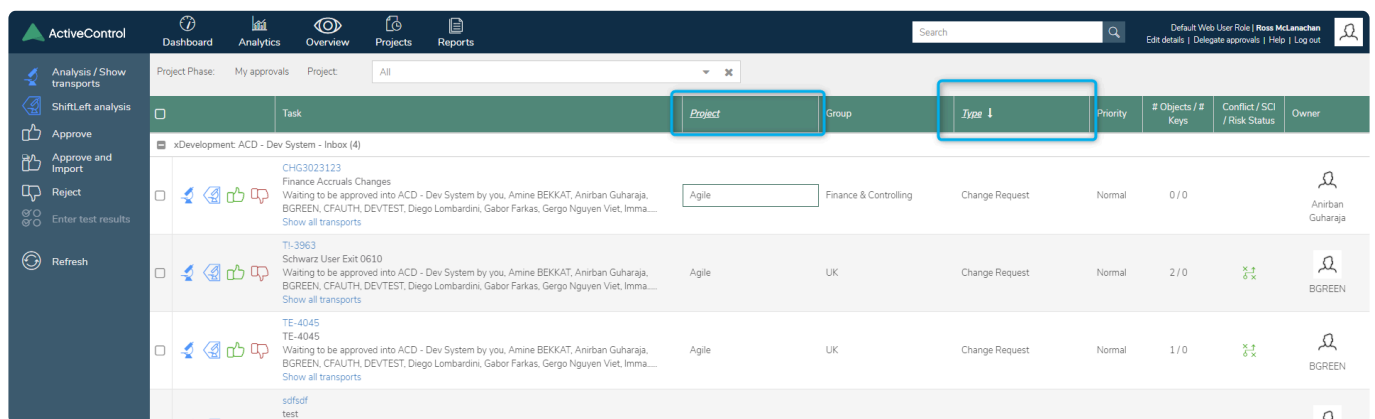 ActiveControl
Dashboard
Analytics
Overview
Projects
Reports
Search
Default Web User Role | Ross McLanachan
Edit details | Delegate approvals | Help | Log out
Analysis / Show
transports
ShiftLeft analysis
Approve
Approve and
Import
Reject
Enter test results
Refresh
Project Phase: My approvals Project: All
Task
Project
Group
Type
Priority
# Objects / #
Keys
Conflict / SCI
/ Risk Status
Owner
xDevelopment: ACD - Dev System - Inbox (4)
CHG3023123
Finance Accruals Changes
Waiting to be approved into ACD - Dev System by you, Amine BEKKAT, Anirban Guharaja,
BGREEN, CFAUTH, DEVTEST, Diego Lombardini, Gabor Farkas, Gergo Nguyen Viet, Imma.....
Show all transports
Agile
Finance & Controlling
Change Request
Normal
0 / 0
Anirban
Guharaja
T!-3963
Schwarz User Exit 0610
Waiting to be approved into ACD - Dev System by you, Amine BEKKAT, Anirban Guharaja,
BGREEN, CFAUTH, DEVTEST, Diego Lombardini, Gabor Farkas, Gergo Nguyen Viet, Imma.....
Show all transports
Agile
UK
Change Request
Normal
2 / 0
BGREEN
TE-4045
TE-4045
Waiting to be approved into ACD - Dev System by you, Amine BEKKAT, Anirban Guharaja,
BGREEN, CFAUTH, DEVTEST, Diego Lombardini, Gabor Farkas, Gergo Nguyen Viet, Imma.....
Show all transports
Agile
UK
Change Request
Normal
1 / 0
BGREEN
sdfsdf
test